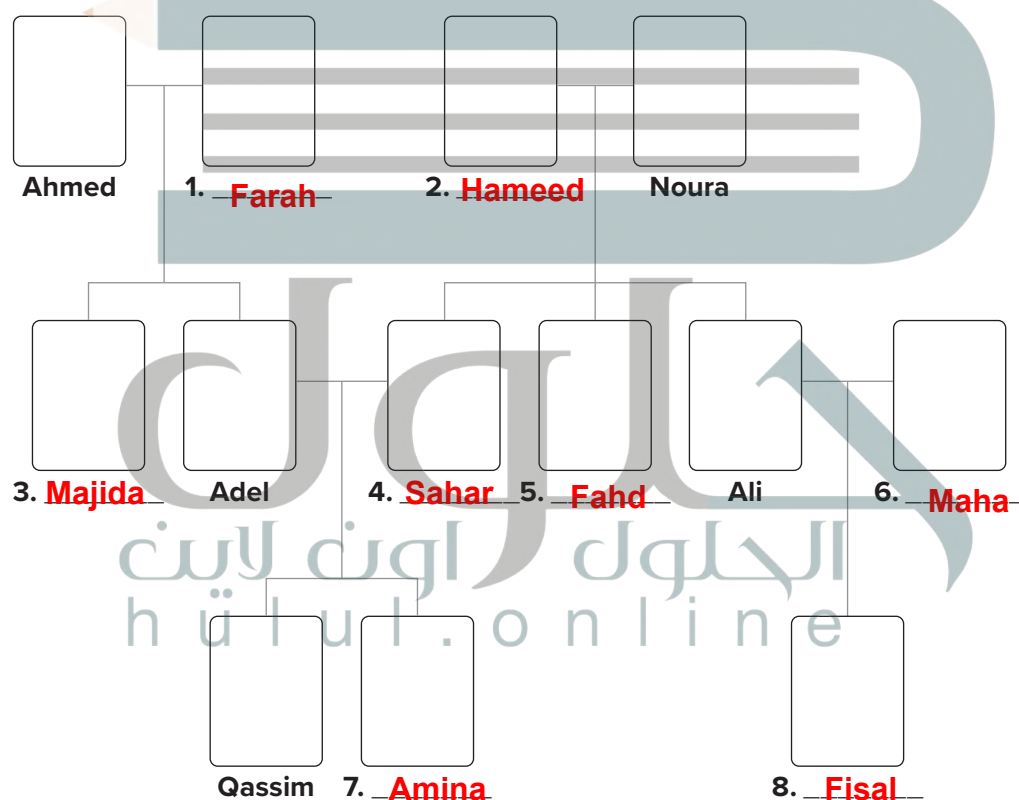 Ahmed 1. Farah 2. Hameed Noura
3. Majida Adel 4. Sahar 5. Fahd Ali 6. Maha
حلول
الحلول اون لاين
hülul.online
Qassim 7. Amina 8. Fisal